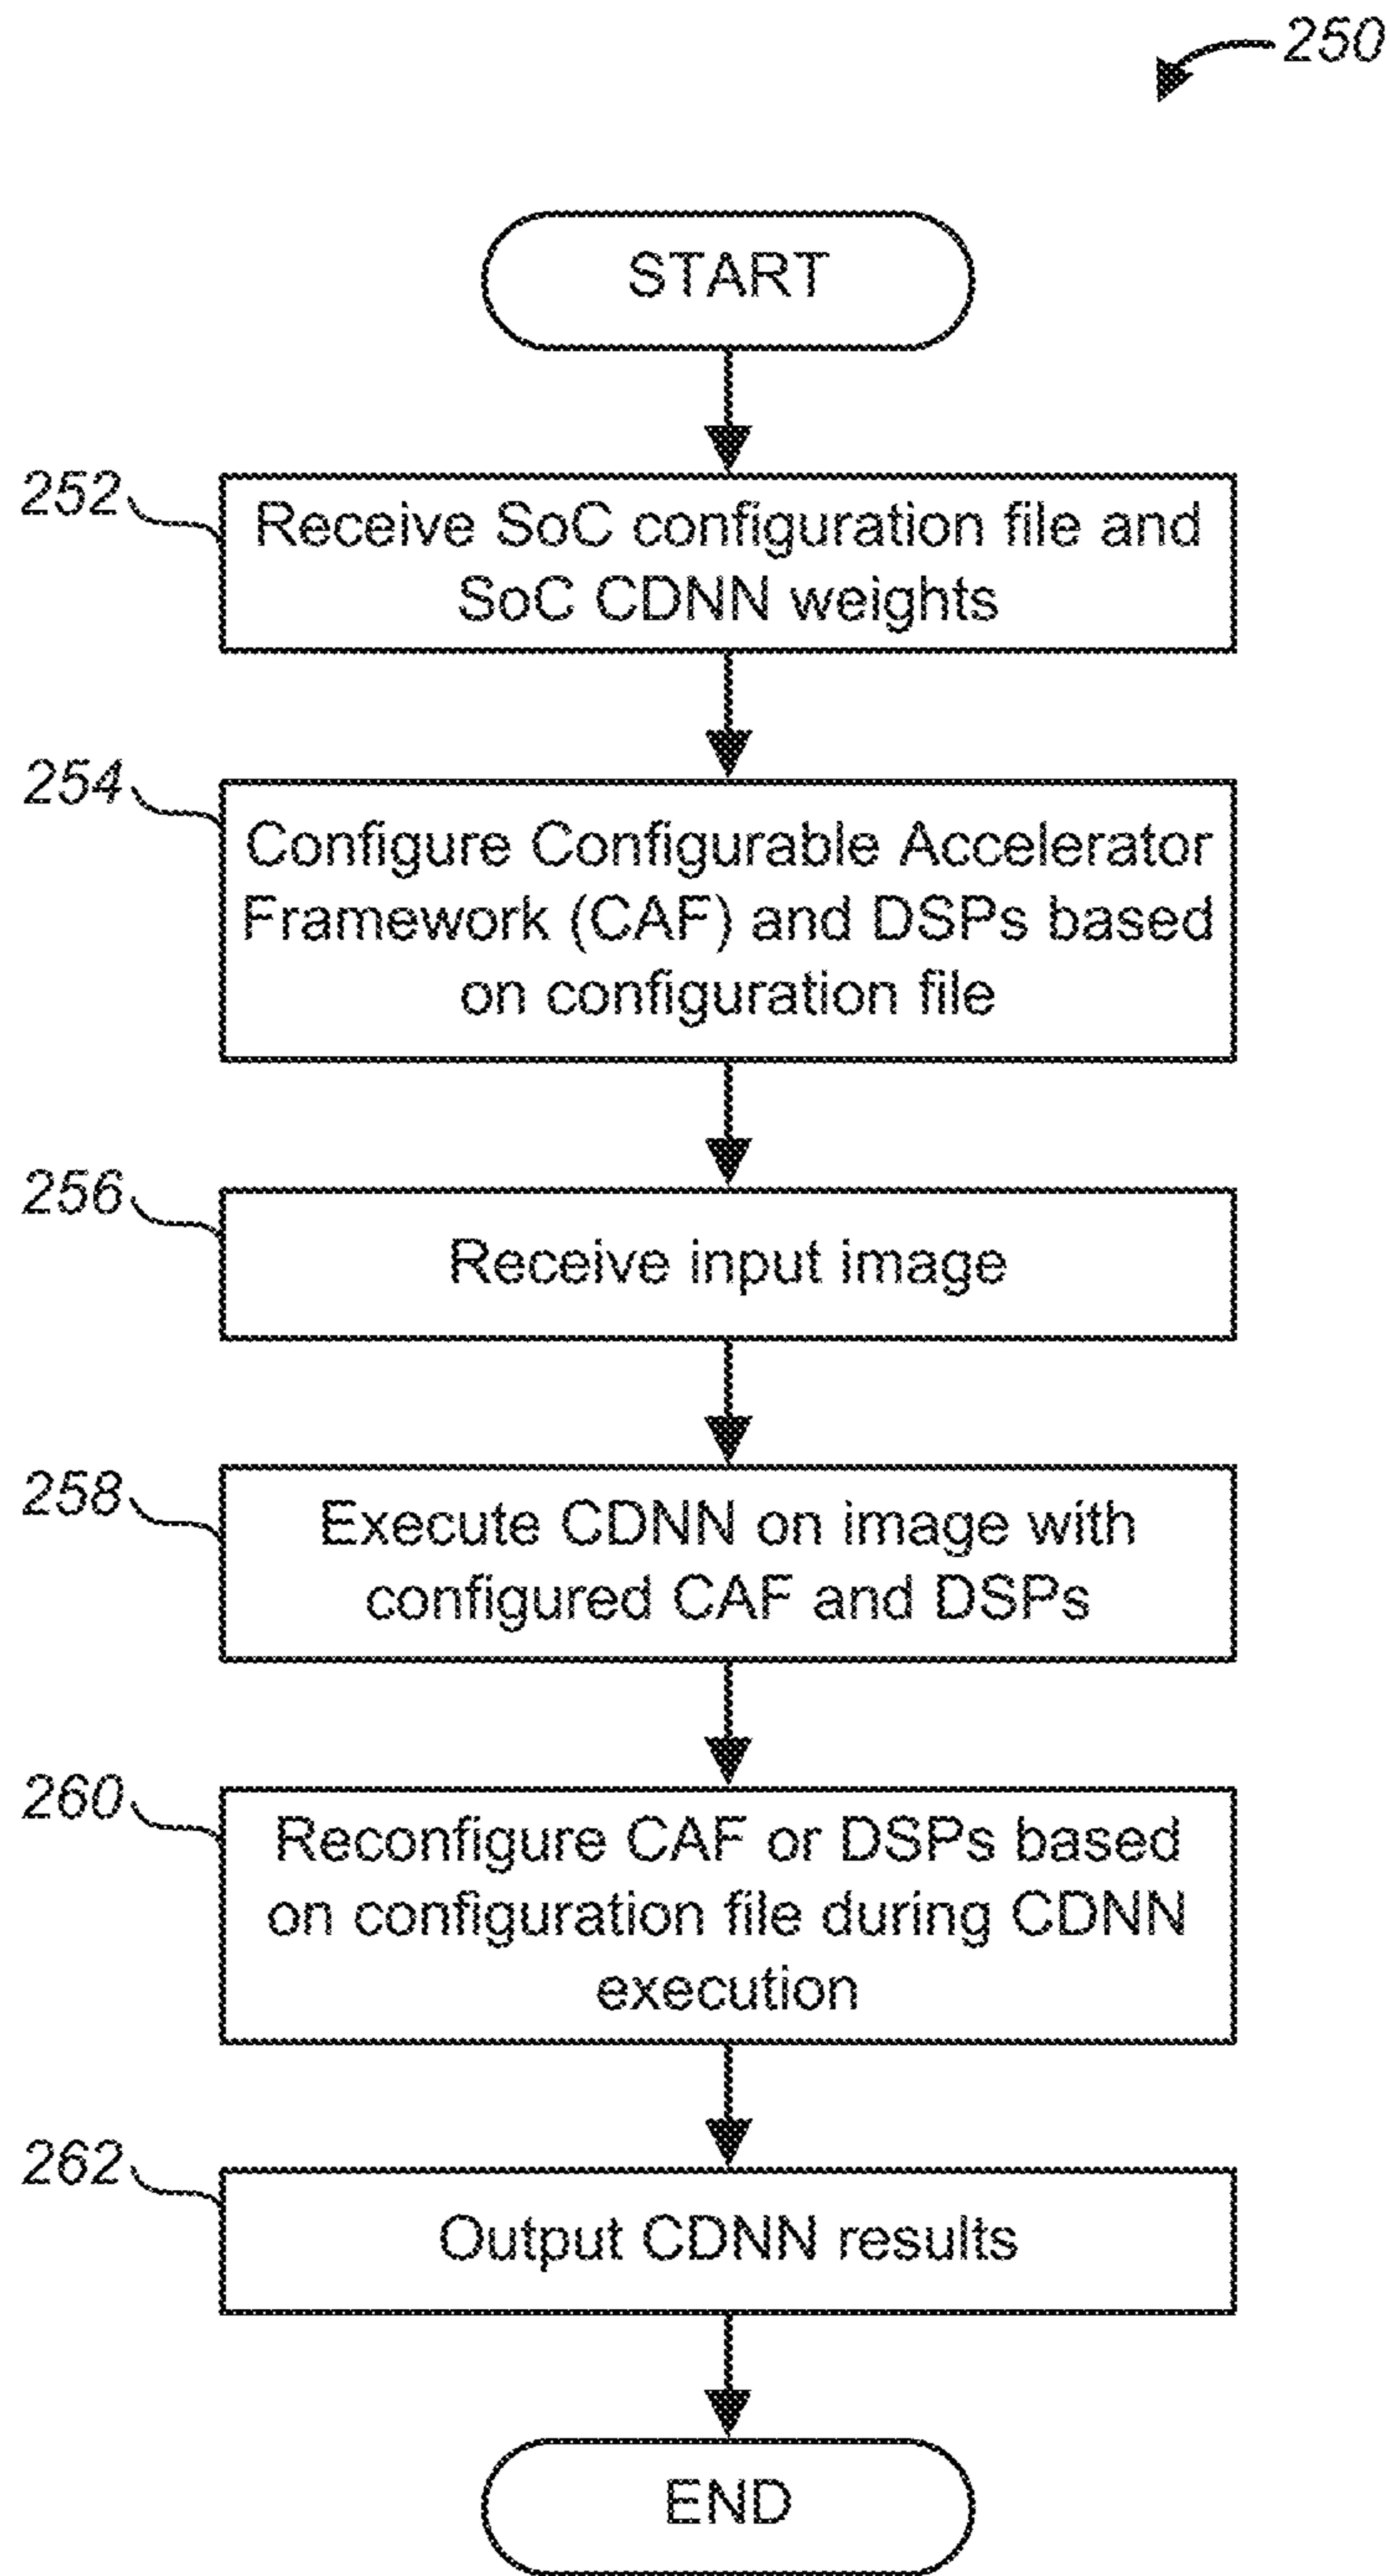 250
START
252
Receive SoC configuration file and
SoC CDNN weights
254
Configure Configurable Accelerator
Framework (CAF) and DSPs based
on configuration file
256
Receive input image
258
Execute CDNN on image with
configured CAF and DSPs
260
Reconfigure CAF or DSPs based
on configuration file during CDNN
execution
262
Output CDNN results
END